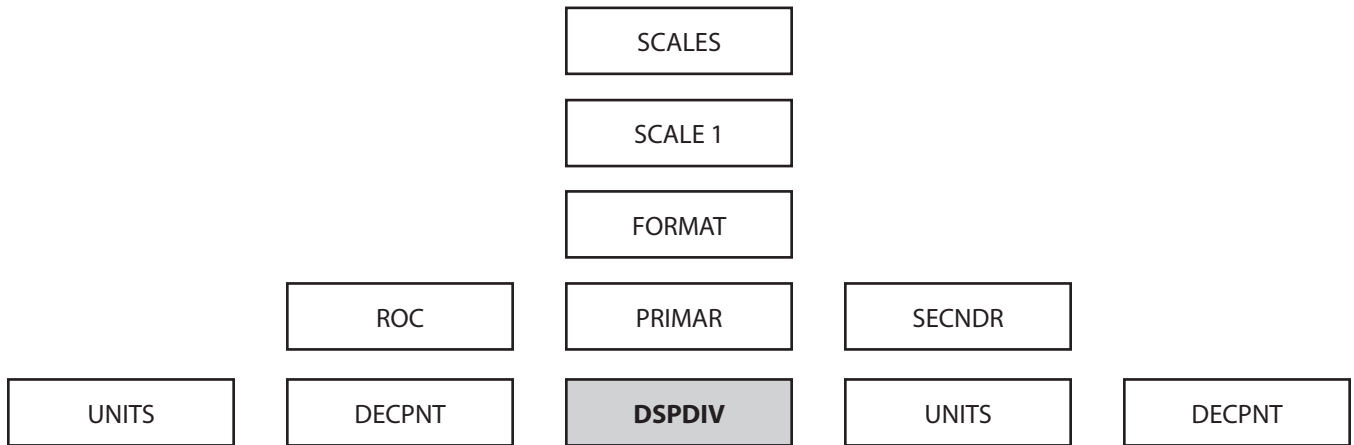 SCALES
SCALE 1
FORMAT
ROC PRIMAR SECNDR
UNITS DECPNT DSPDIV UNITS DECPNT